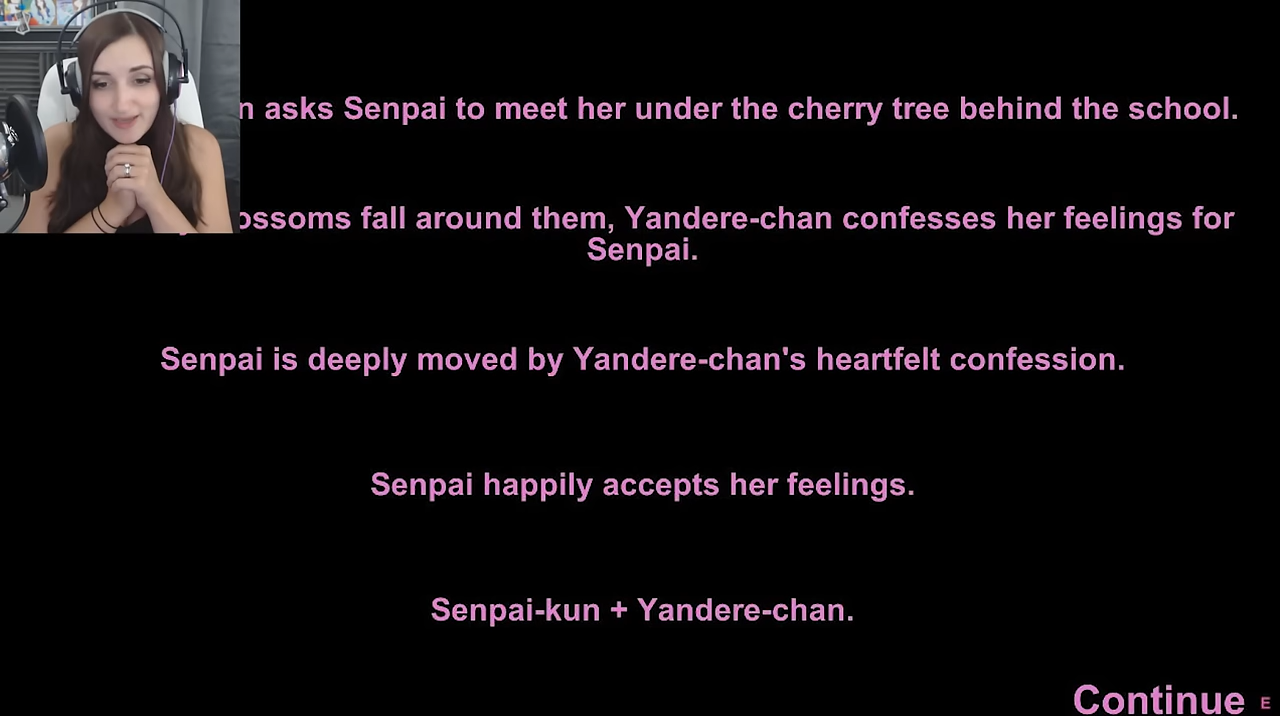 asks Senpai to meet her under the cherry tree behind the school.
fall around them, Yandere-chan confesses her feelings for
Senpai.
Senpai is deeply moved by Yandere-chan's heartfelt confession.
Senpai happily accepts her feelings.
Senpai-kun + Yandere-chan.
Continue E